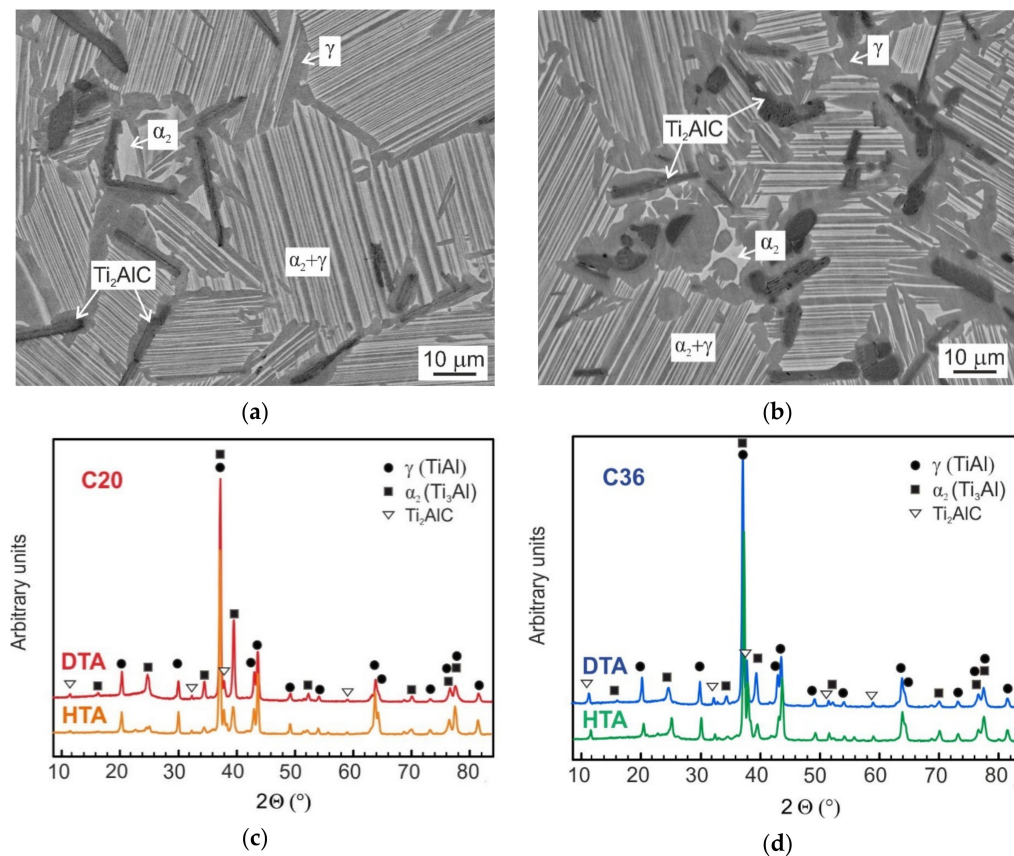 γ
α₂
α₂+γ
Ti₂AlC
10 μm
(a)
γ
Ti₂AlC
α₂
α₂+γ
10 μm
(b)
C20
γ (TiAl)
α₂ (Ti₃Al)
Ti₂AlC
Arbitrary units
DTA
HTA
10 20 30 40 50 60 70 80
2Θ (°)
(c)
C36
γ (TiAl)
α₂ (Ti₃Al)
Ti₂AlC
Arbitrary units
DTA
HTA
10 20 30 40 50 60 70 80
2 Θ (°)
(d)